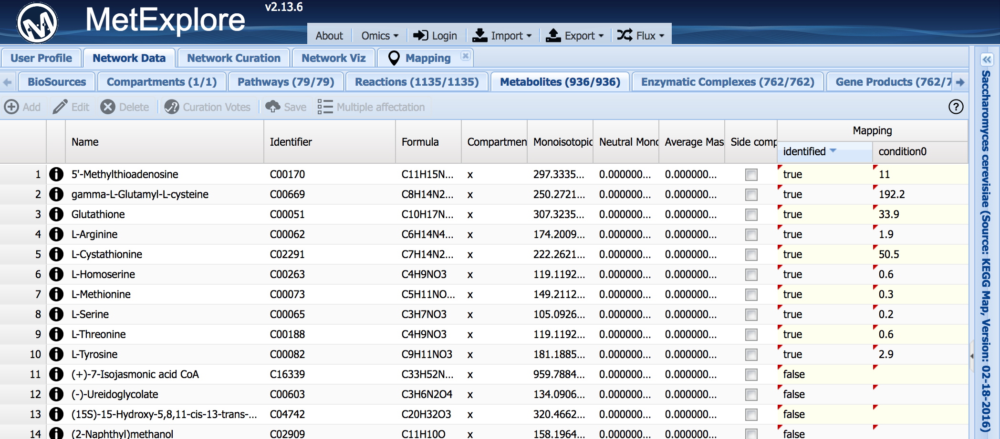 v2.13.6
MetExplore
About Omics Login Import Export Flux
User Profile Network Data Network Curation Network Viz Mapping
BioSources Compartments (1/1) Pathways (79/79) Reactions (1135/1135) Metabolites (936/936) Enzymatic Complexes (762/762) Gene Products (762/7
Add Edit Delete Curation Votes Save Multiple affectation ?
Mapping
Name Identifier Formula Compartmen Monoisotopic Neutral Mono Average Mas Side comp identified condition0
1 5'-Methylthioadenosine C00170 C11H15N... x 297.3335... 0.000000... 0.000000... true 11
2 gamma-L-Glutamyl-L-cysteine C00669 C8H14N2... x 250.2721... 0.000000... 0.000000... true 192.2
3 Glutathione C00051 C10H17N... x 307.3235... 0.000000... 0.000000... true 33.9
4 L-Arginine C00062 C6H14N4... x 174.2009... 0.000000... 0.000000... true 1.9
5 L-Cystathionine C02291 C7H14N2... x 222.2621... 0.000000... 0.000000... true 50.5
6 L-Homoserine C00263 C4H9NO3 x 119.1192... 0.000000... 0.000000... true 0.6
7 L-Methionine C00073 C5H11NO... x 149.2112... 0.000000... 0.000000... true 0.3
8 L-Serine C00065 C3H7NO3 x 105.0926... 0.000000... 0.000000... true 0.2
9 L-Threonine C00188 C4H9NO3 x 119.1192... 0.000000... 0.000000... true 0.6
10 L-Tyrosine C00082 C9H11NO3 x 181.1885... 0.000000... 0.000000... true 2.9
11 (+)-7-Isojasmonic acid CoA C16339 C33H52N... x 959.7884... 0.000000... 0.000000... false
12 (-)-Ureidoglycolate C00603 C3H6N2O4 x 134.0906... 0.000000... 0.000000... false
13 (15S)-15-Hydroxy-5,8,11-cis-13-trans-... C04742 C20H32O3 x 320.4662... 0.000000... 0.000000... false
14 (2-Naphthyl)methanol C02909 C11H10O x 158.1964... 0.000000... 0.000000... false
Saccharomyces cerevisiae (Source: KEGG Map, Version: 02-18-2016)